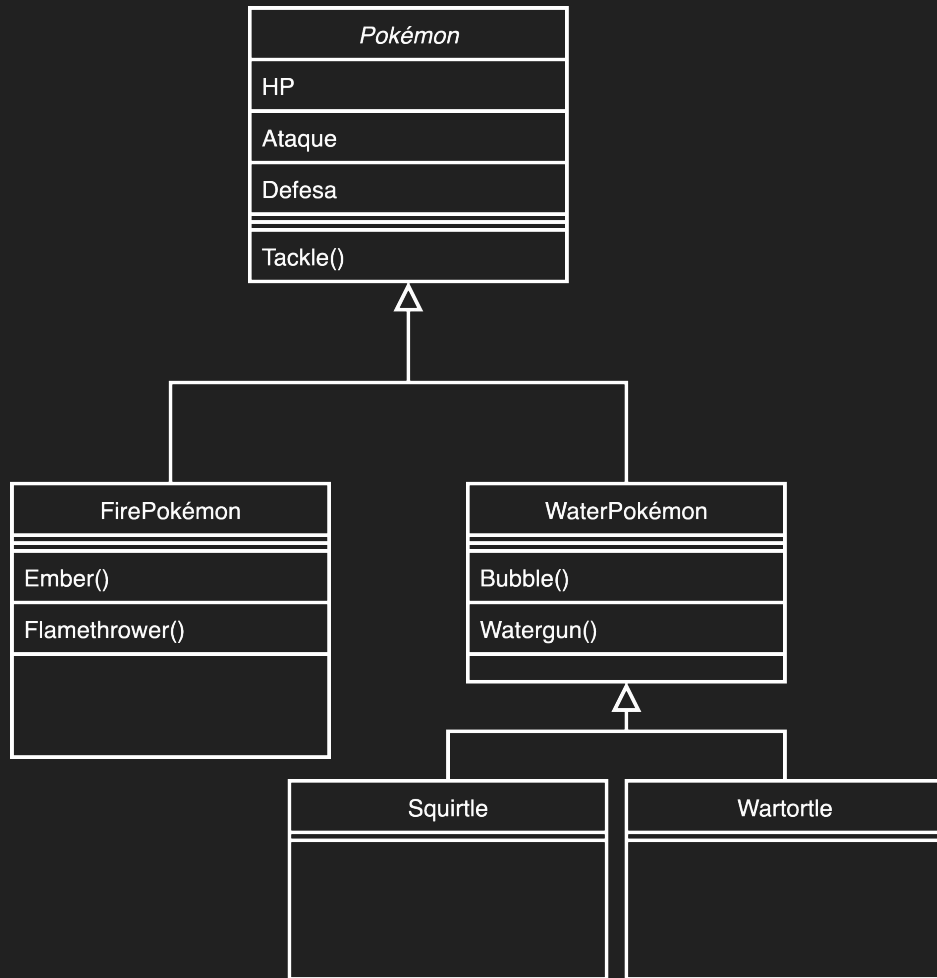 Pokémon
HP
Ataque
Defesa
Tackle()
FirePokémon
Ember()
Flamethrower()
WaterPokémon
Bubble()
Watergun()
Squirtle
Wartortle